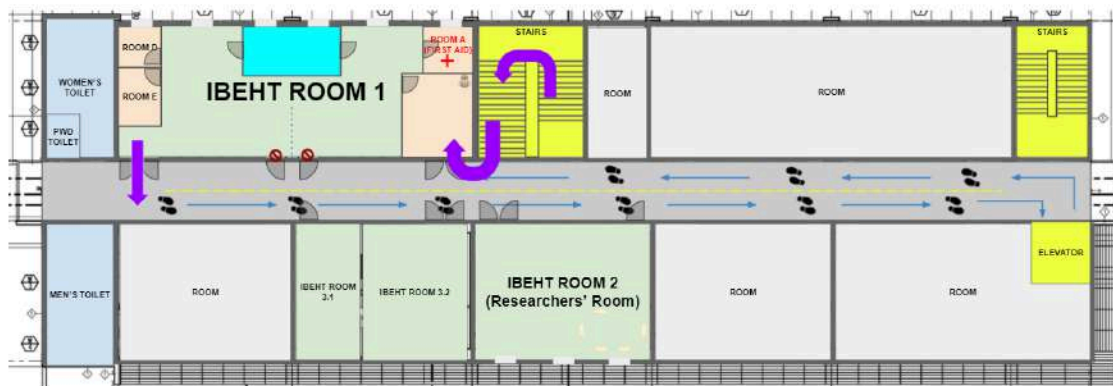 ROOM D
ROOM A
(FIRST AID)
STAIRS
STAIRS
WOMEN'S
TOILET
ROOM E
IBEHT ROOM 1
ROOM
ROOM
PWD
TOILET
ELEVATOR
MEN'S TOILET
ROOM
IBEHT ROOM
3.1
IBEHT ROOM 3.2
IBEHT ROOM 2
(Researchers' Room)
ROOM
ROOM